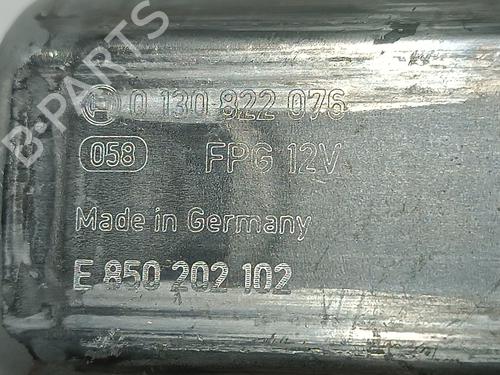 B-PARTS
0 130 822 076
058 FPG 12V
Made in Germany
E 850 202 102